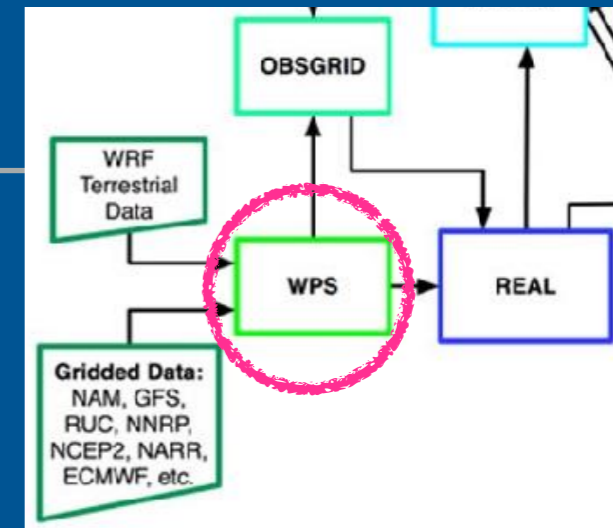 OBSGRID
WRF
Terrestrial
Data
WPS
REAL
Gridded Data:
NAM, GFS,
RUC, NNRP,
NCEP2, NARR,
ECMWF, etc.